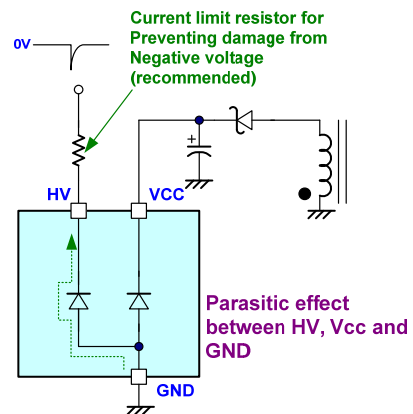 Current limit resistor for
Preventing damage from
Negative voltage
(recommended)
0V
+
HV
VCC
Parasitic effect
between HV, Vcc and
GND
GND